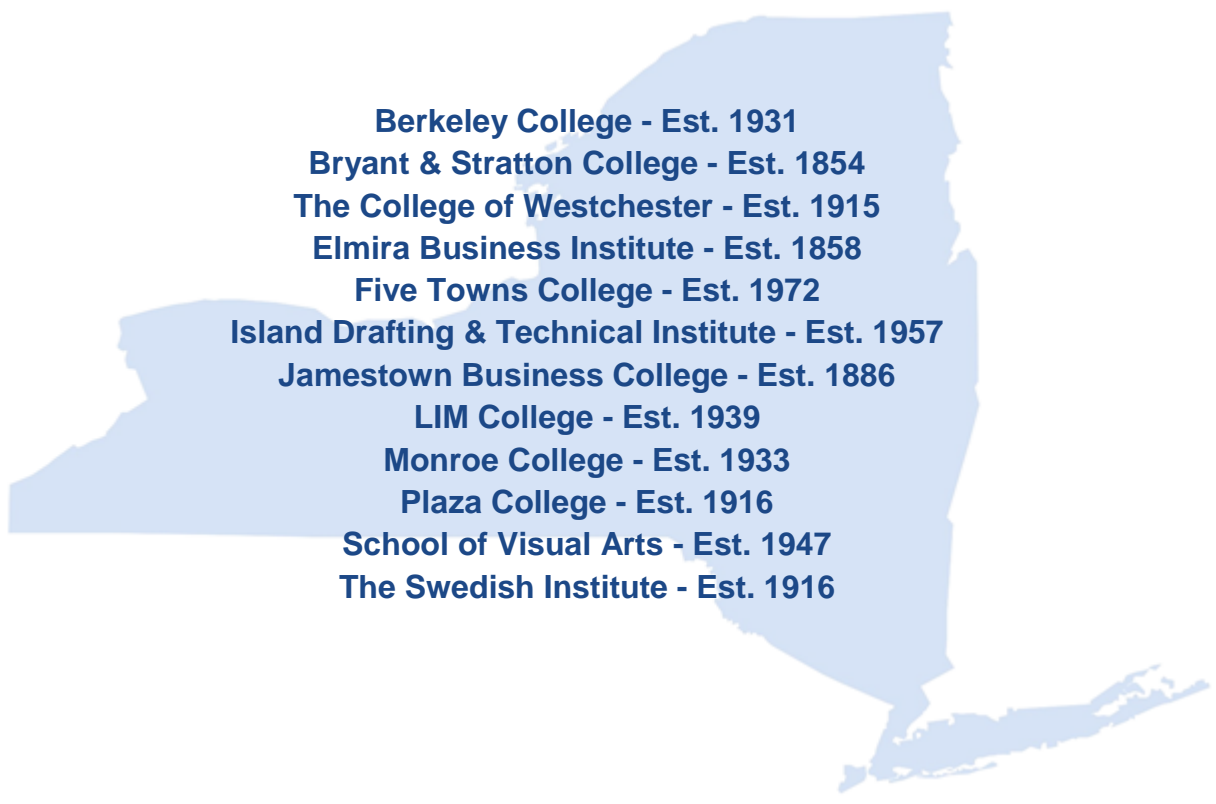 Berkeley College - Est. 1931
Bryant & Stratton College - Est. 1854
The College of Westchester - Est. 1915
Elmira Business Institute - Est. 1858
Five Towns College - Est. 1972
Island Drafting & Technical Institute - Est. 1957
Jamestown Business College - Est. 1886
LIM College - Est. 1939
Monroe College - Est. 1933
Plaza College - Est. 1916
School of Visual Arts - Est. 1947
The Swedish Institute - Est. 1916